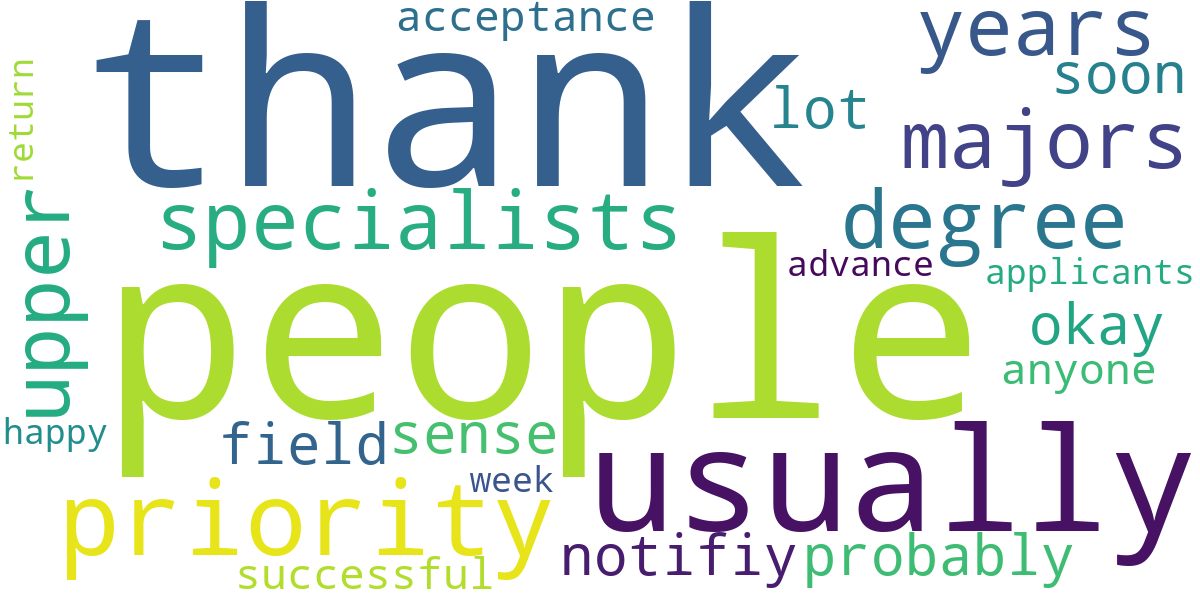 acceptance
years
thank
soon
return
lot
majors
upper
specialists
degree
people
advance
applicants
okay
anyone
happy
field
sense
usually
week
priority
notifiy
probably
successful